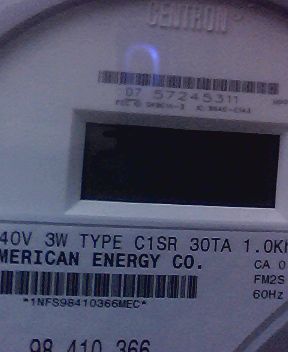 CENTRON
07 57245311
40V 3W TYPE C1SR 30TA 1.0K
MERICAN ENERGY CO.
CA 0
FM2S
60Hz
*1NFS98410366MEC*
98 410 366